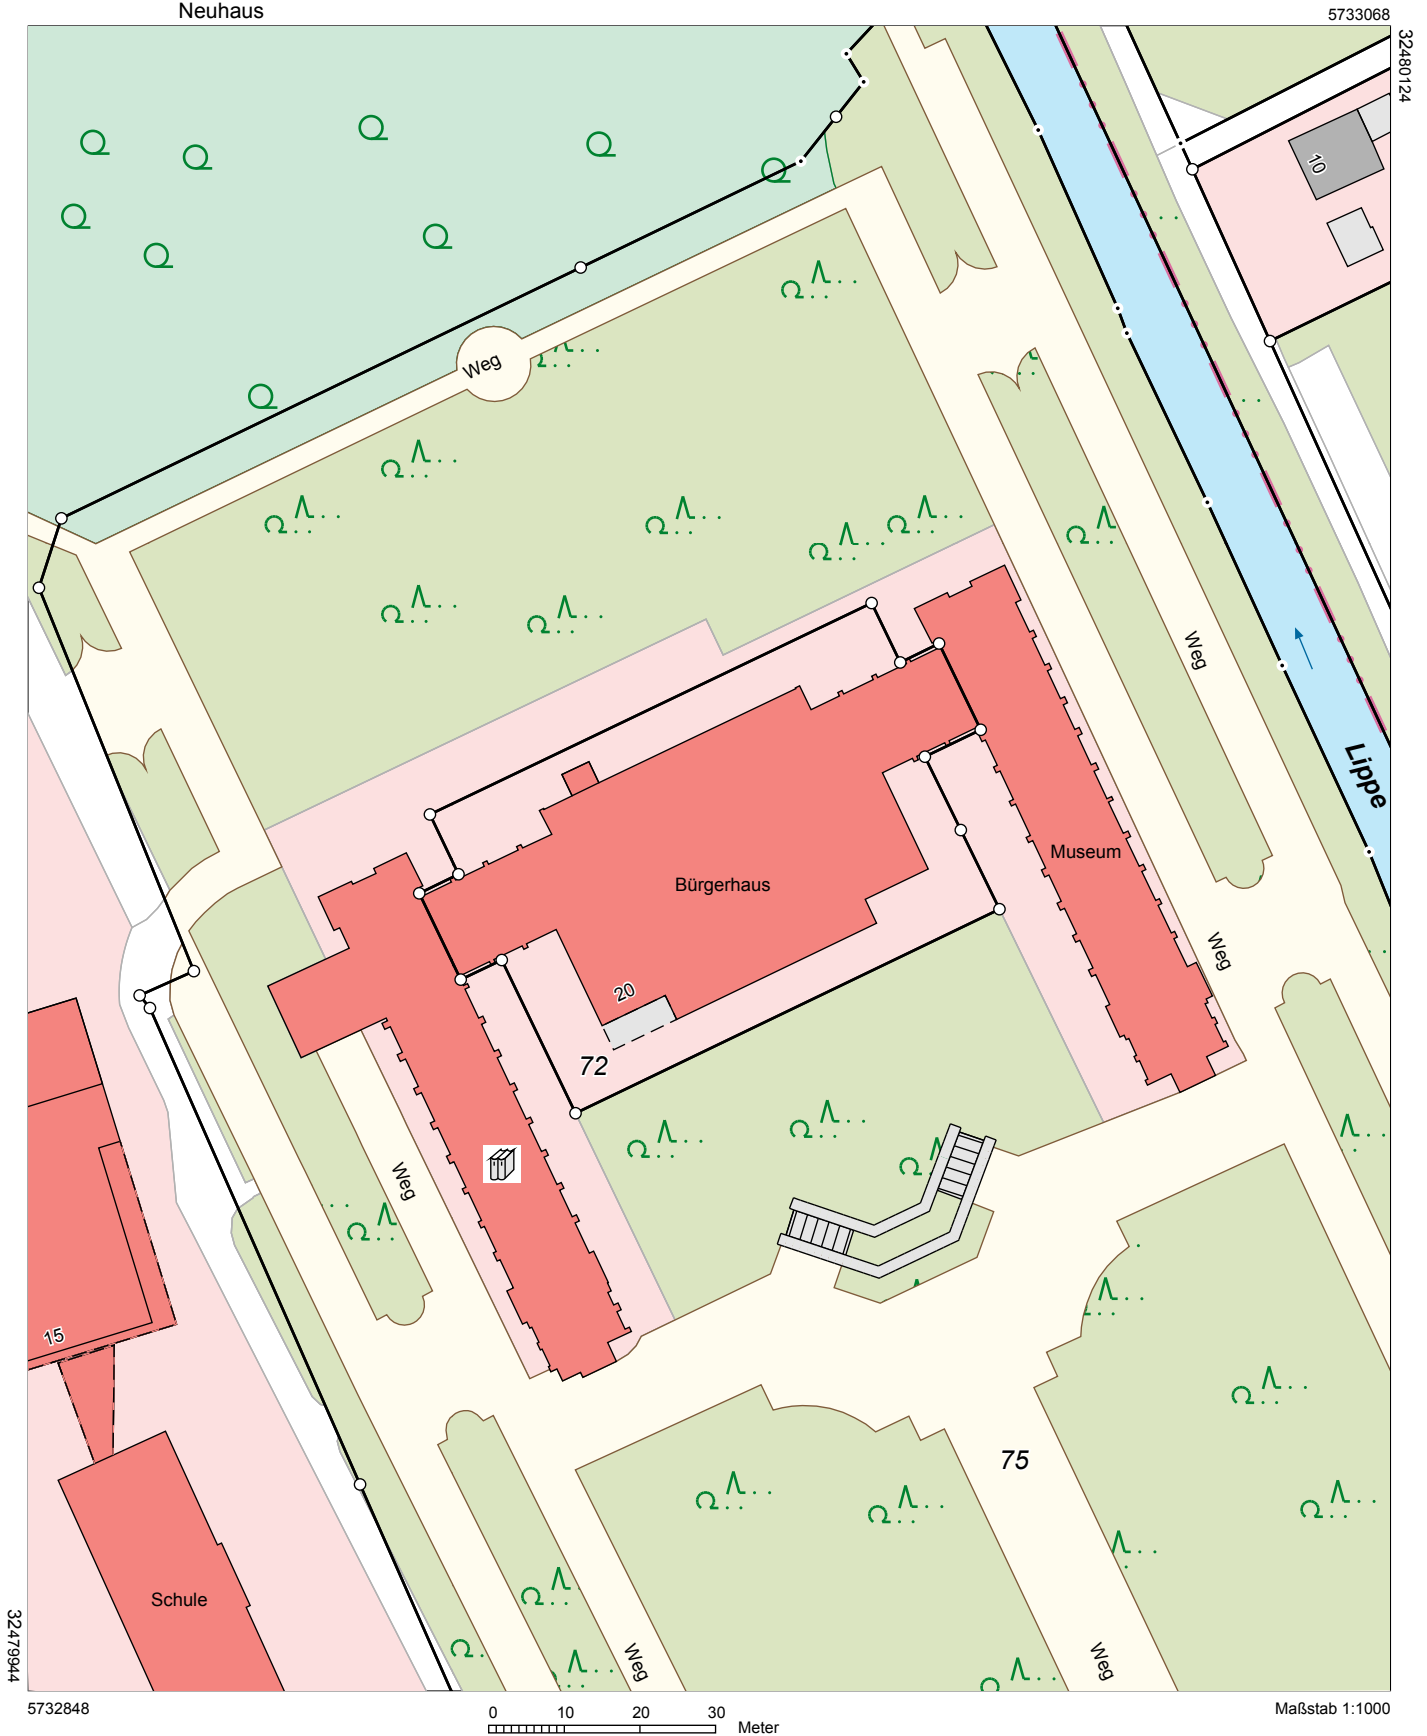 Neuhaus
5733068
32480124
10
Weg
Weg
Lippe
Museum
Bürgerhaus
Weg
20
72
Weg
15
75
Schule
Weg
Weg
32479944
5732848
0 10 20 30
Meter
Maßstab 1:1000